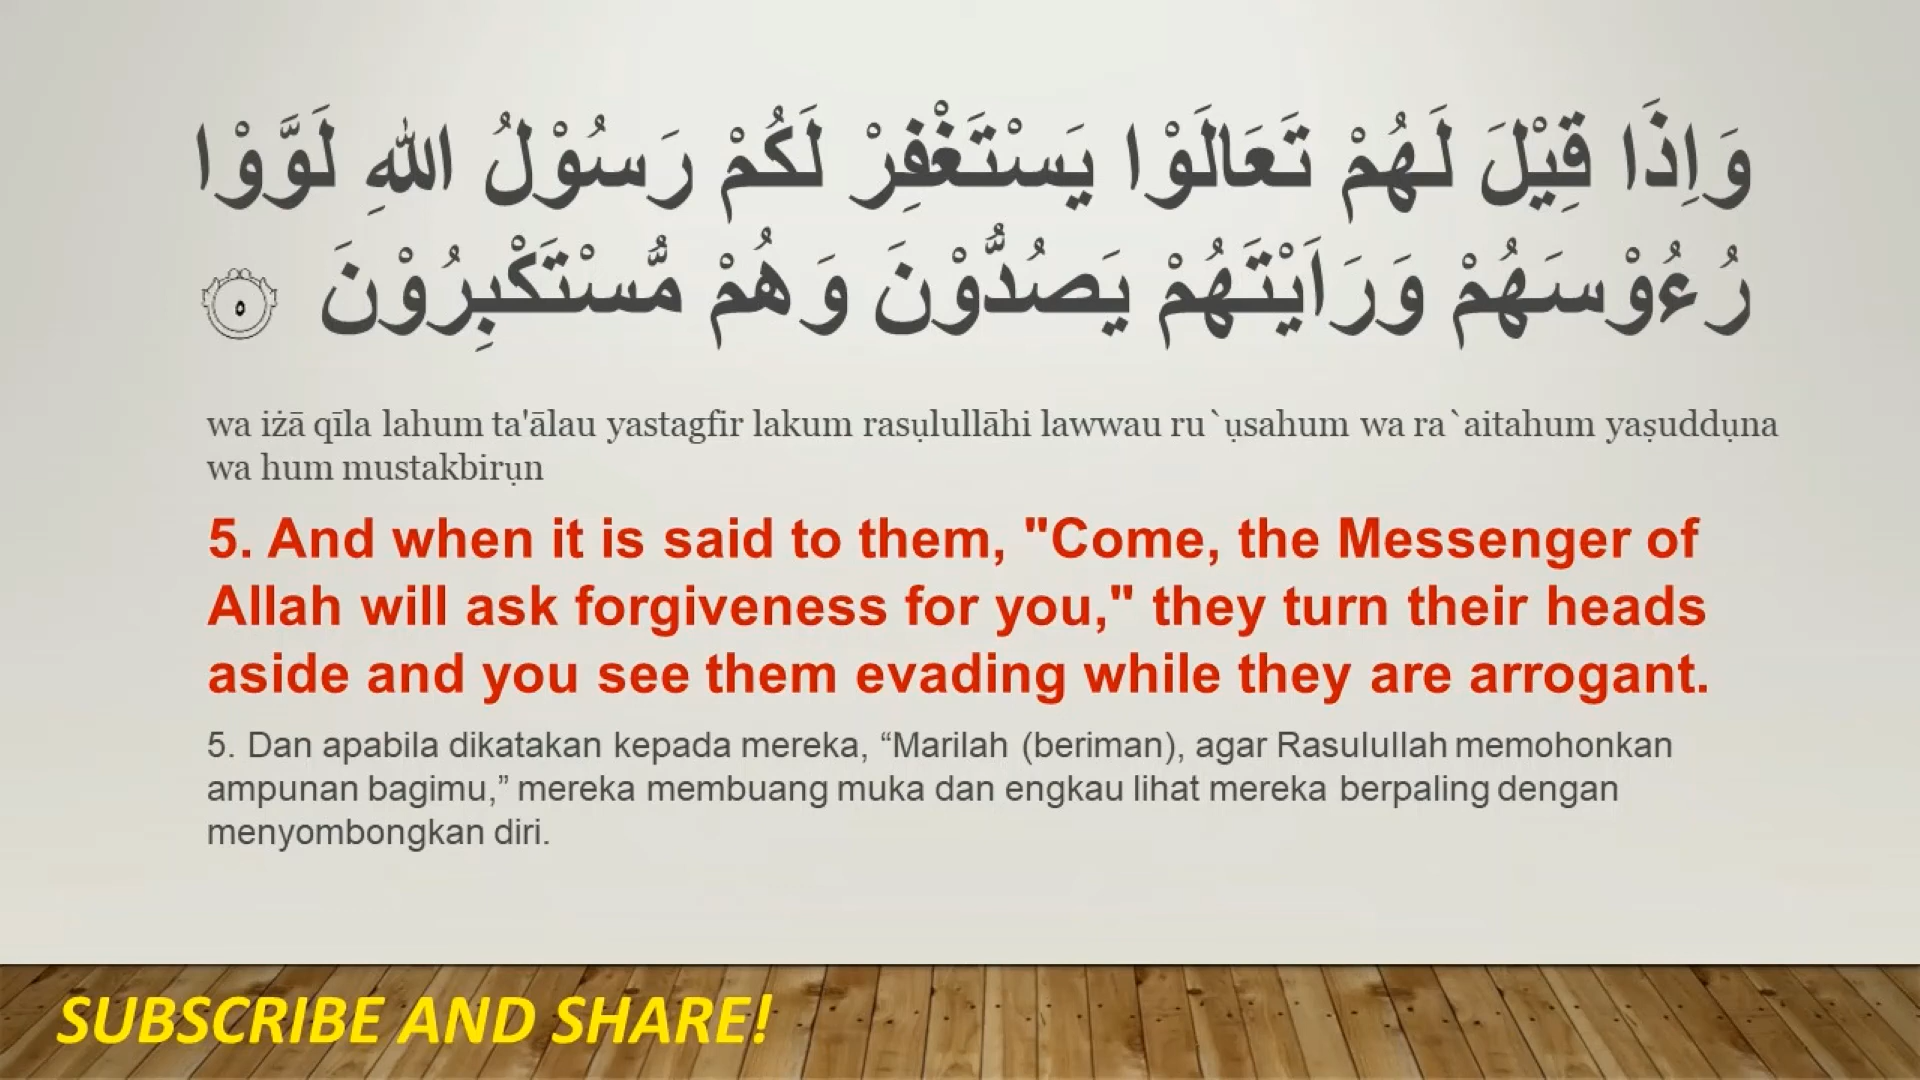 وَاِذَا قِيْلَ لَهُمْ تَعَالَوْا يَسْتَغْفِرْ لَكُمْ رَسُوْلُ اللهِ لَوَّوْا
رُءُوْسَهُمْ وَرَاَيْتَهُمْ يَصُدُّوْنَ وَهُمْ مُّسْتَكْبِرُوْنَ ٥
wa iżā qīla lahum ta'ālau yastagfir lakum rasụlullāhi lawwau ru`ụsahum wa ra`aitahum yaṣuddụna
wa hum mustakbirụn
5. And when it is said to them, "Come, the Messenger of
Allah will ask forgiveness for you," they turn their heads
aside and you see them evading while they are arrogant.
5. Dan apabila dikatakan kepada mereka, “Marilah (beriman), agar Rasulullah memohonkan
ampunan bagimu,” mereka membuang muka dan engkau lihat mereka berpaling dengan
menyombongkan diri.
SUBSCRIBE AND SHARE!